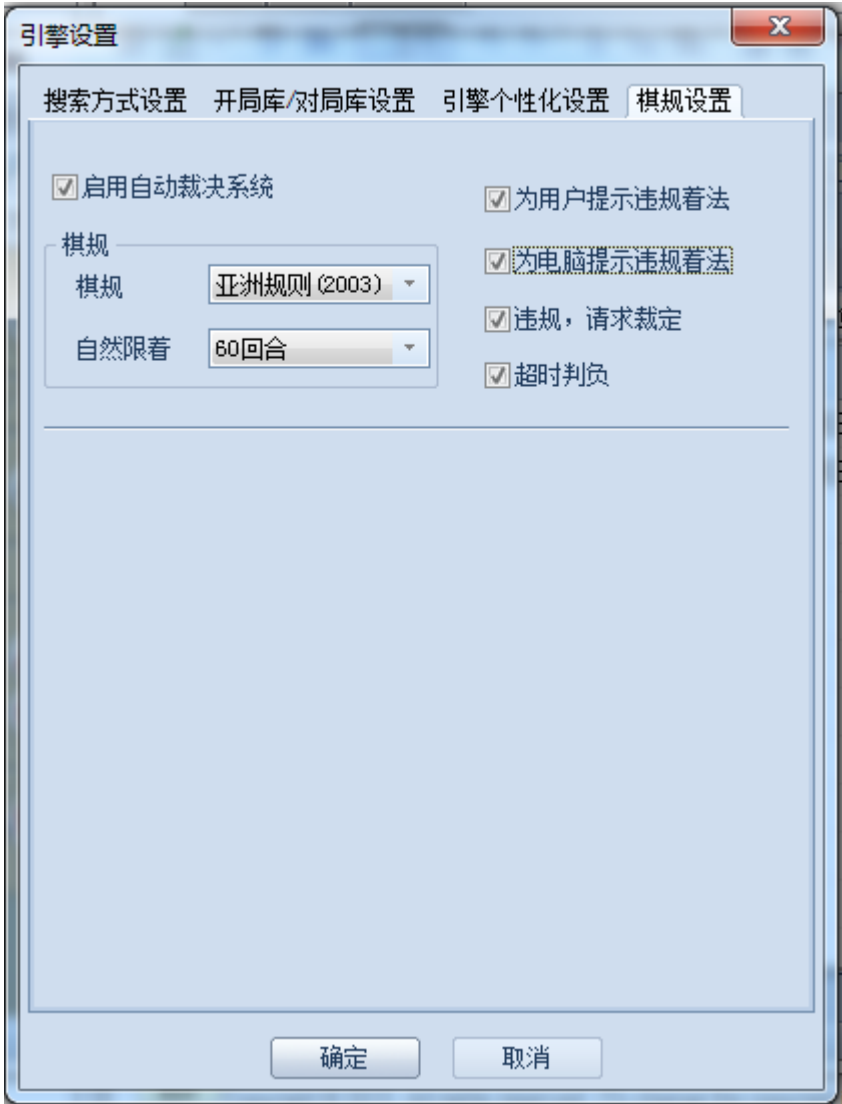 引擎设置
搜索方式设置 开局库/对局库设置 引擎个性化设置 棋规设置
启用自动裁决系统
棋规
棋规 亚洲规则(2003)
自然限着 60回合
为用户提示违规着法
为电脑提示违规着法
违规，请求裁定
超时判负
确定 取消